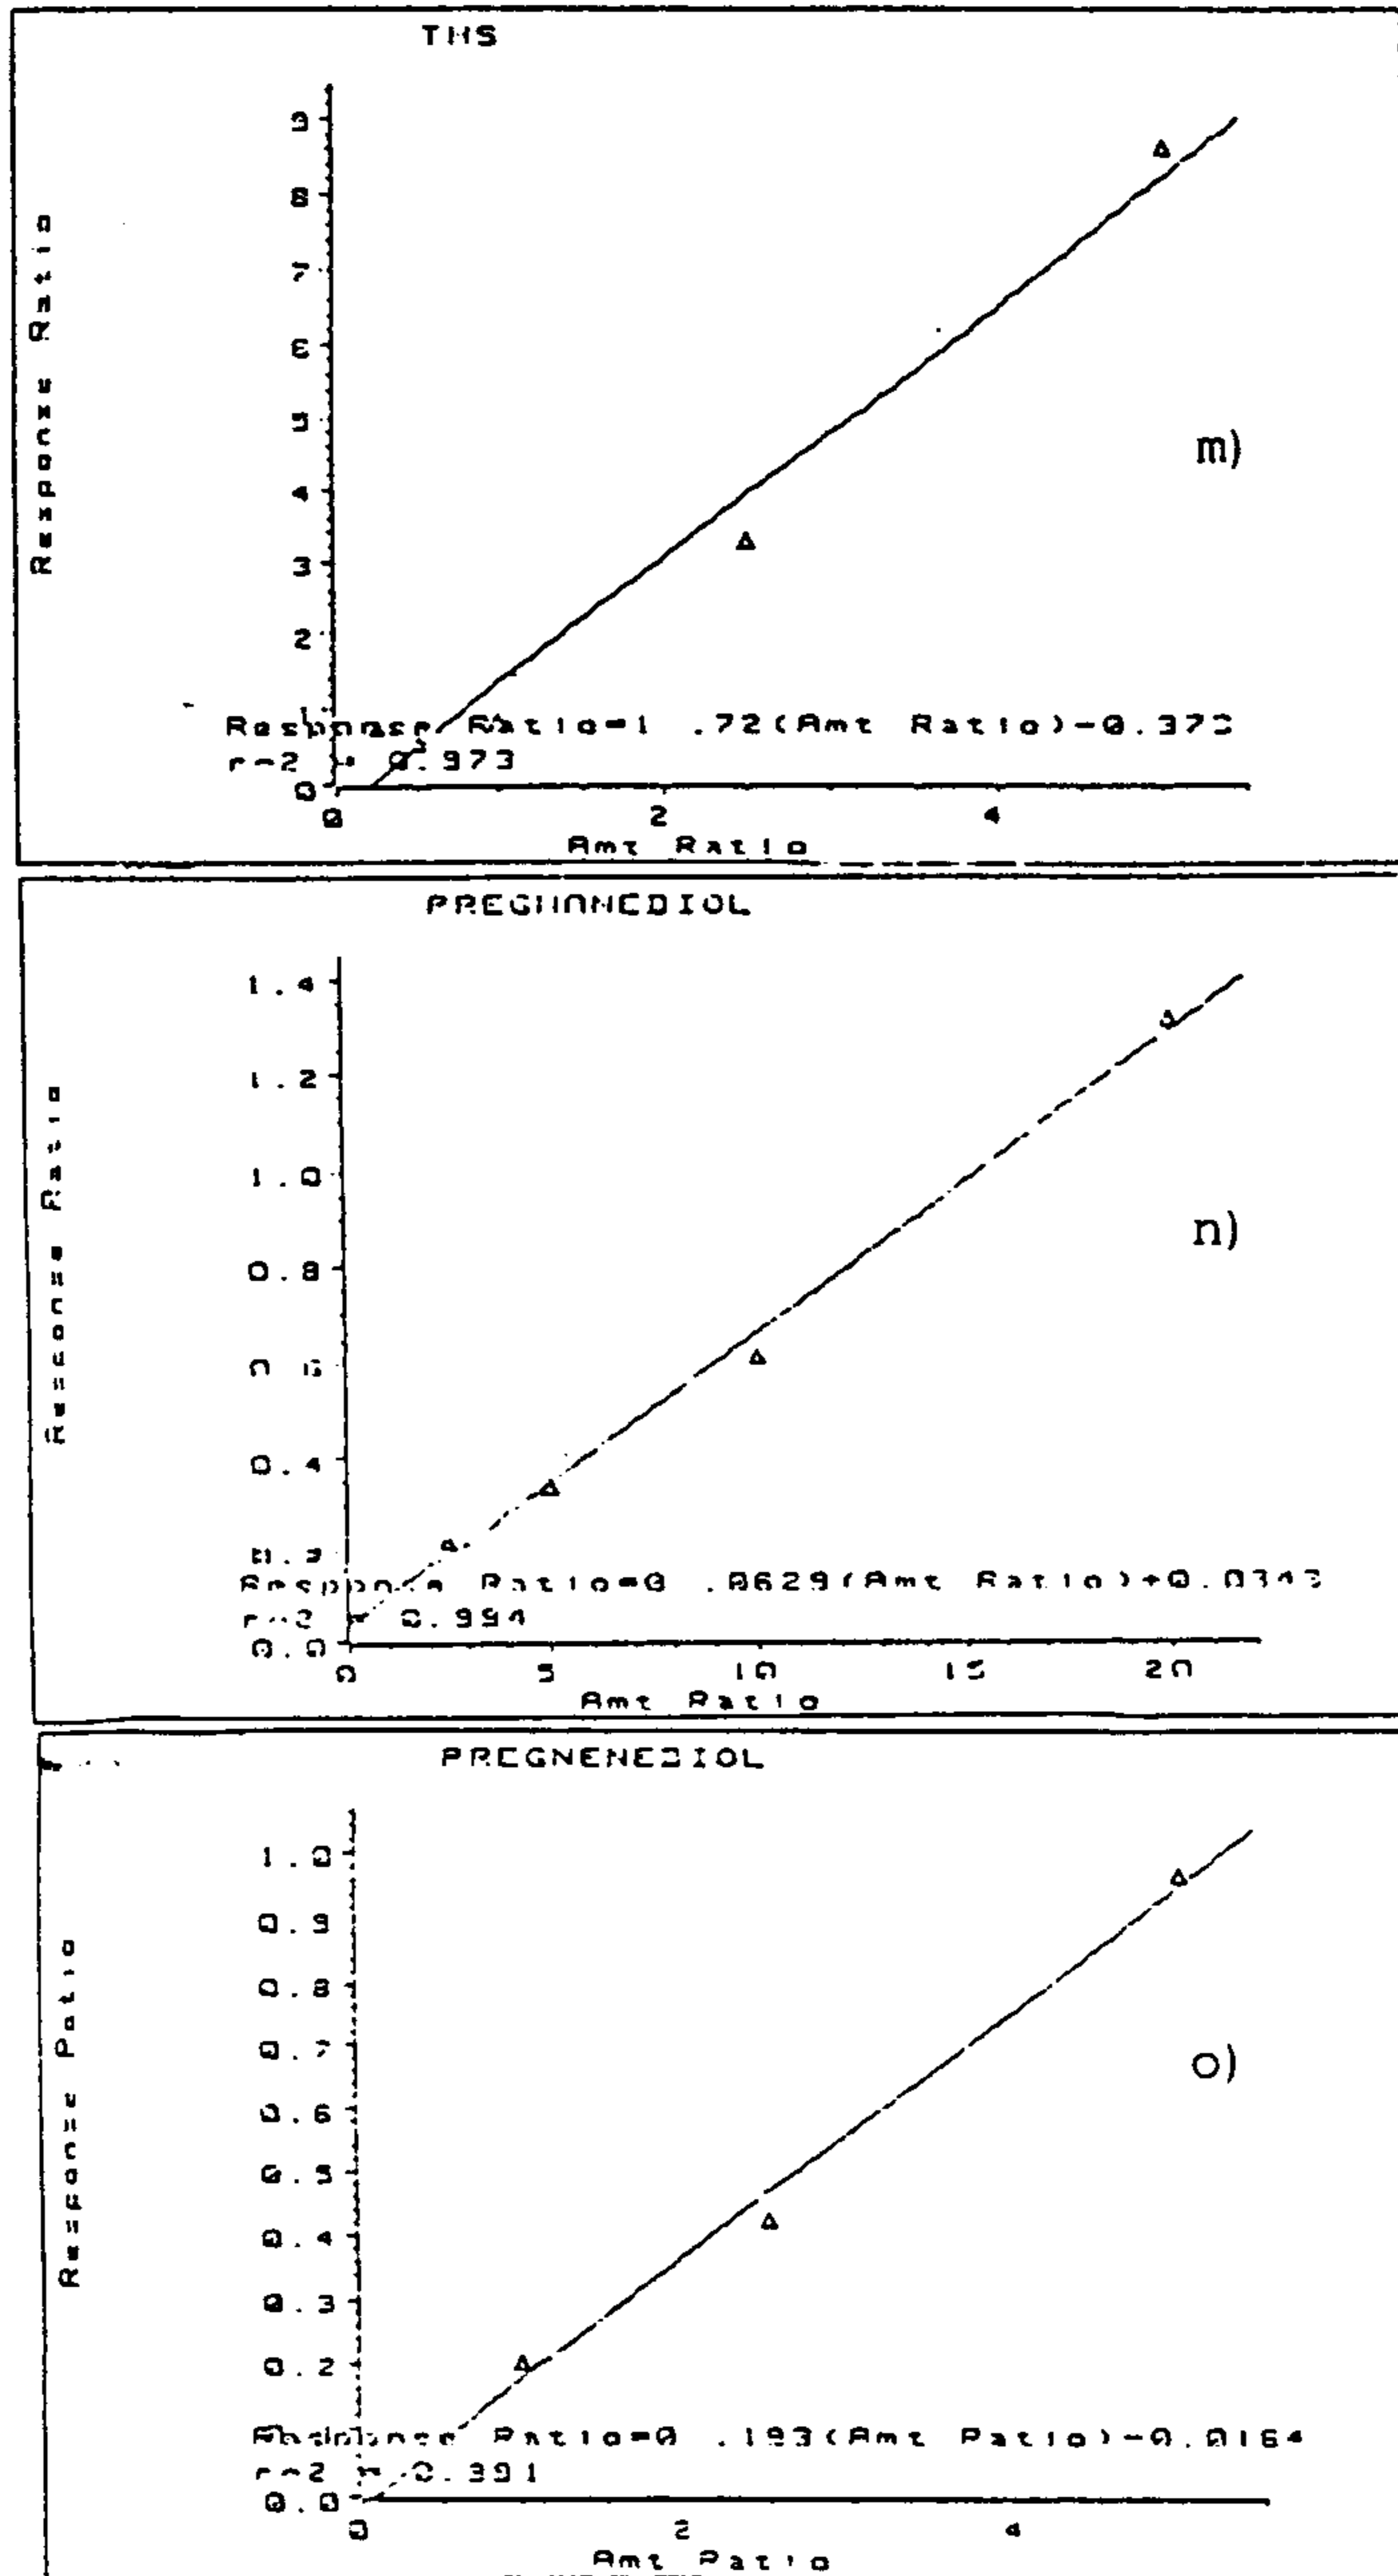 THS
9
8
7
6
Response Ratio
5
m)
4
3
2
1
Response Ratio=1 .72(Amt Ratio)-0.373
r^2 = 0.973
0
0 2 4
Amt Ratio
PREGNANEDIOL
1.4
1.2
Response Ratio
1.0
n)
0.8
0.6
0.4
0.2
Response Ratio=0 .0629(Amt Ratio)+0.0343
r^2 = 0.994
0.0
0 5 10 15 20
Amt Ratio
PREGNENEDIOL
1.0
0.9
0.8
Response Ratio
0.7
o)
0.6
0.5
0.4
0.3
0.2
Response Ratio=0 .193(Amt Ratio)-0.0164
r^2 = 0.991
0.0
0 2 4
Amt Ratio